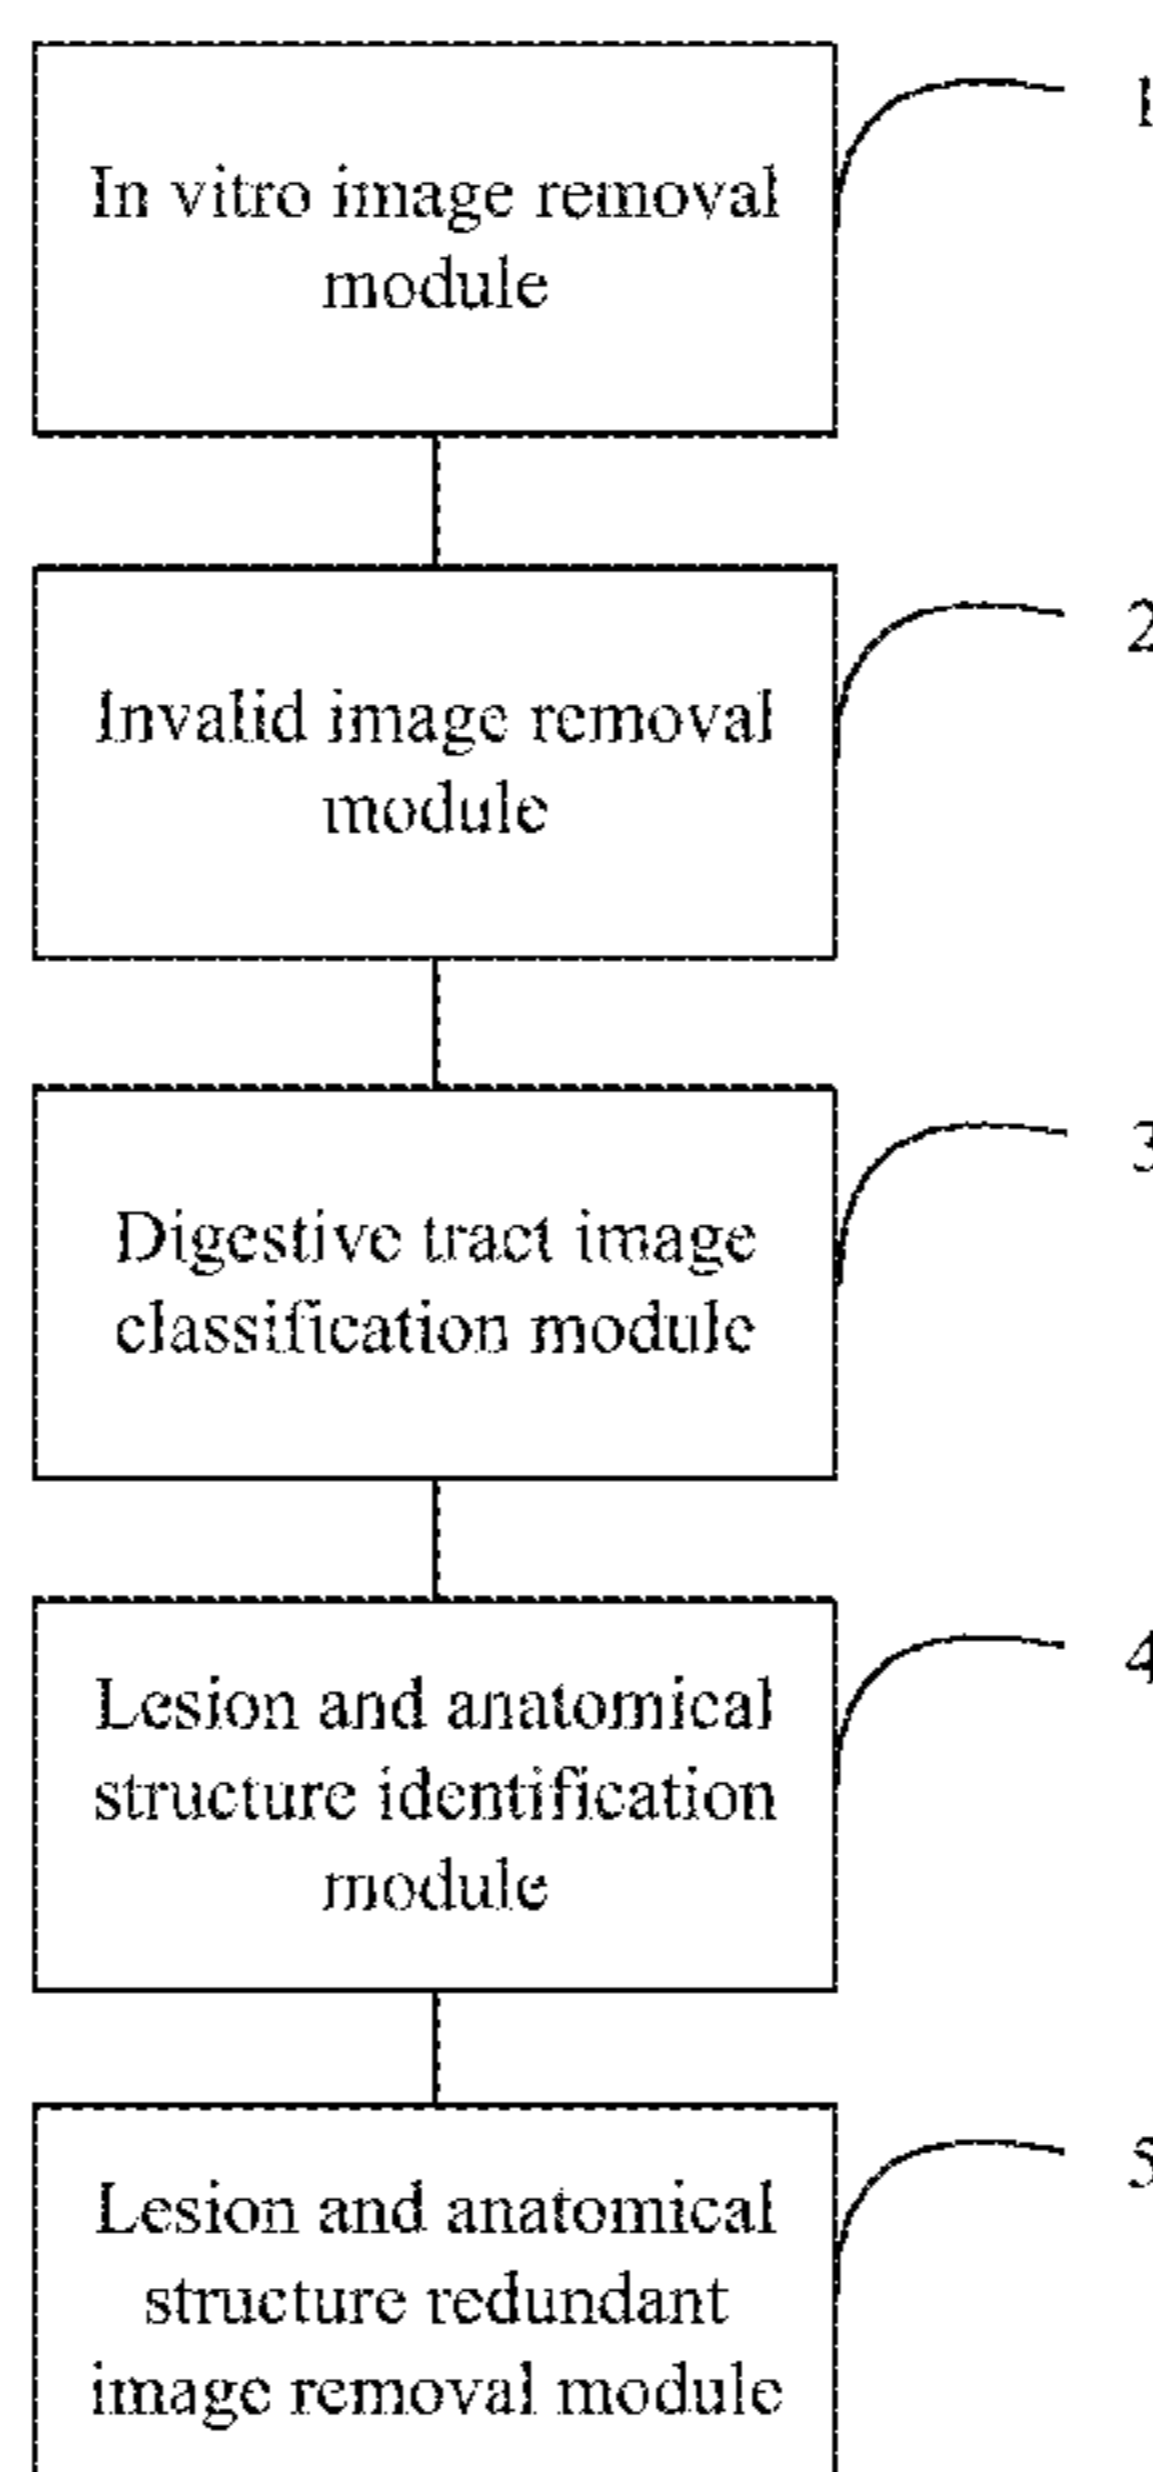 In vitro image removal
module
1
Invalid image removal
module
2
Digestive tract image
classification module
3
Lesion and anatomical
structure identification
module
4
Lesion and anatomical
structure redundant
image removal module
5